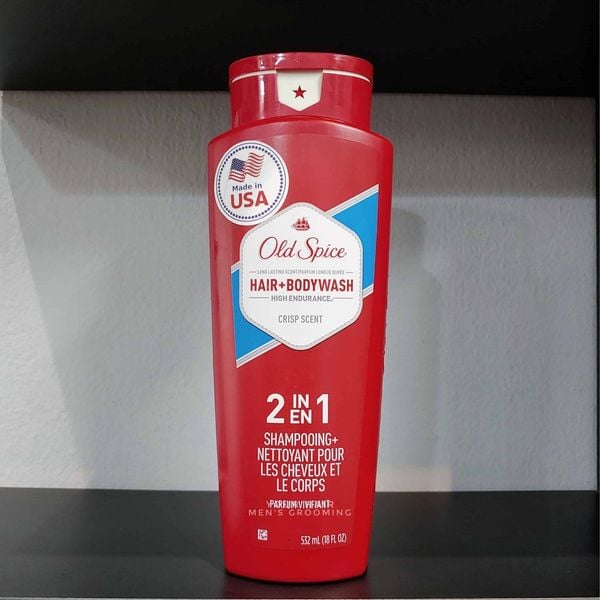 Made in
USA
Old Spice
LONG LASTING SCENT/PARFUM LONGUE DURÉE
HAIR+BODYWASH
HIGH ENDURANCE
CRISP SCENT
2 IN 1
EN
SHAMPOOING+
NETTOYANT POUR
LES CHEVEUX ET
LE CORPS
PARFUM VIVIFIANT
MEN'S GROOMING
532 mL (18 FL OZ)